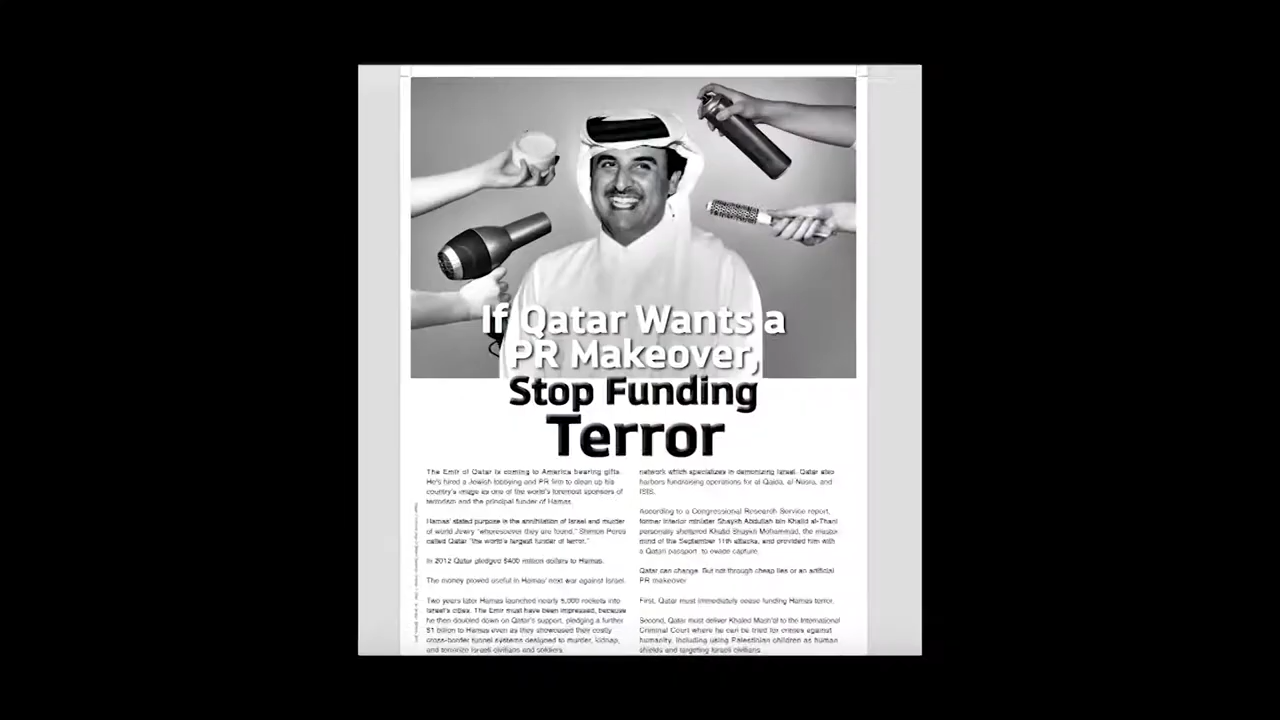 If Qatar Wants a
PR Makeover,
Stop Funding
Terror
The Emir of Qatar is coming to America bearing gifts.
He's hired a Jewish lobbying and PR firm to clean up his
country's image as one of the world's foremost sponsors of
terrorism and the principal funder of Hamas.
Hamas' stated purpose is the annihilation of Israel and murder
of world Jewry "wheresoever they are found." Shimon Peres
called Qatar "the world's largest funder of terror."
In 2012 Qatar pledged $400 million dollars to Hamas.
The money proved useful in Hamas' next war against Israel.
Two years later Hamas launched nearly 5,000 rockets into
Israel's cities. The Emir must have been impressed, because
he then doubled down on Qatar's support, pledging a further
$1 billion to Hamas even as they showcased their costly
cross-border tunnel systems designed to murder, kidnap,
and terrorize Israeli civilians and soldiers.
network which specializes in demonizing Israel. Qatar also
harbors fundraising operations for al-Qaida, al-Nusra, and
ISIS.
According to a Congressional Research Service report,
former interior minister Shaykh Abdullah bin Khalid al-Thani
personally sheltered Khalid Shaykh Mohammad, the master
mind of the September 11th attacks, and provided him with
a Qatari passport to evade capture.
Qatar can change. But not through cheap lies or an artificial
PR makeover.
First, Qatar must immediately cease funding Hamas terror.
Second, Qatar must deliver Khaled Mash'al to the International
Criminal Court where he can be tried for crimes against
humanity, including using Palestinian children as human
shields and targeting Israeli civilians.